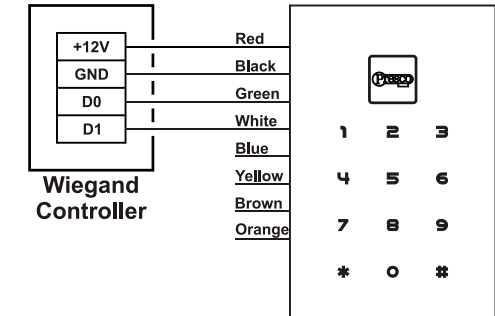 +12V
GND
D0
D1
Wiegand
Controller
Red
Black
Green
White
Blue
Yellow
Brown
Orange
Pressco
1 2 3
4 5 6
7 8 9
* 0 #